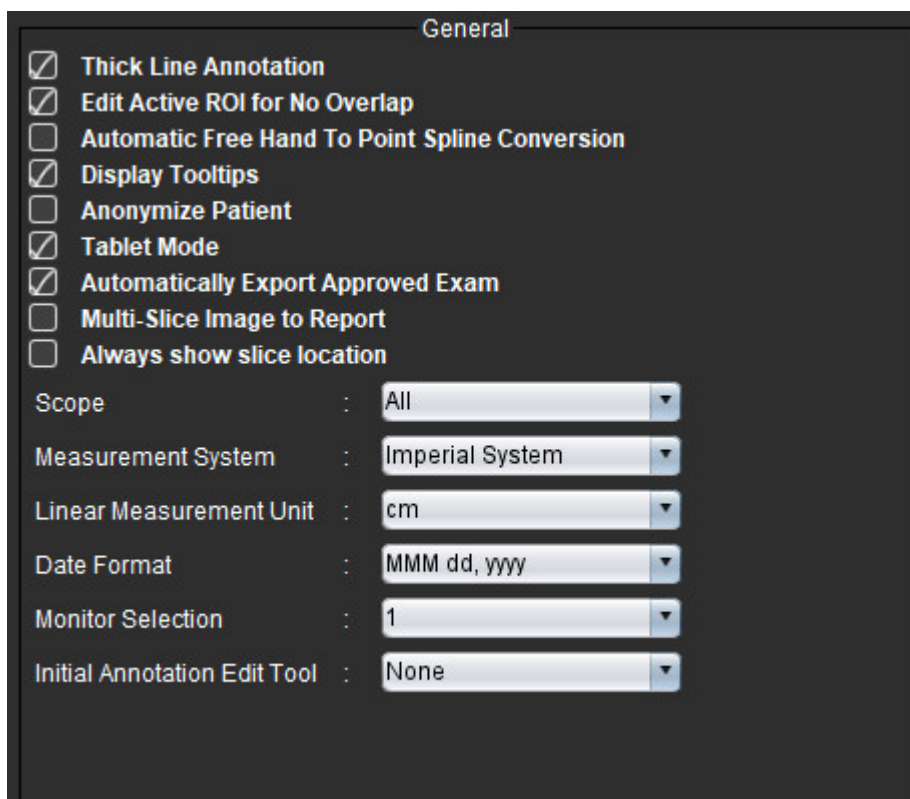 General
Thick Line Annotation
Edit Active ROI for No Overlap
Automatic Free Hand To Point Spline Conversion
Display Tooltips
Anonymize Patient
Tablet Mode
Automatically Export Approved Exam
Multi-Slice Image to Report
Always show slice location
Scope : All
Measurement System : Imperial System
Linear Measurement Unit : cm
Date Format : MMM dd, yyyy
Monitor Selection : 1
Initial Annotation Edit Tool : None